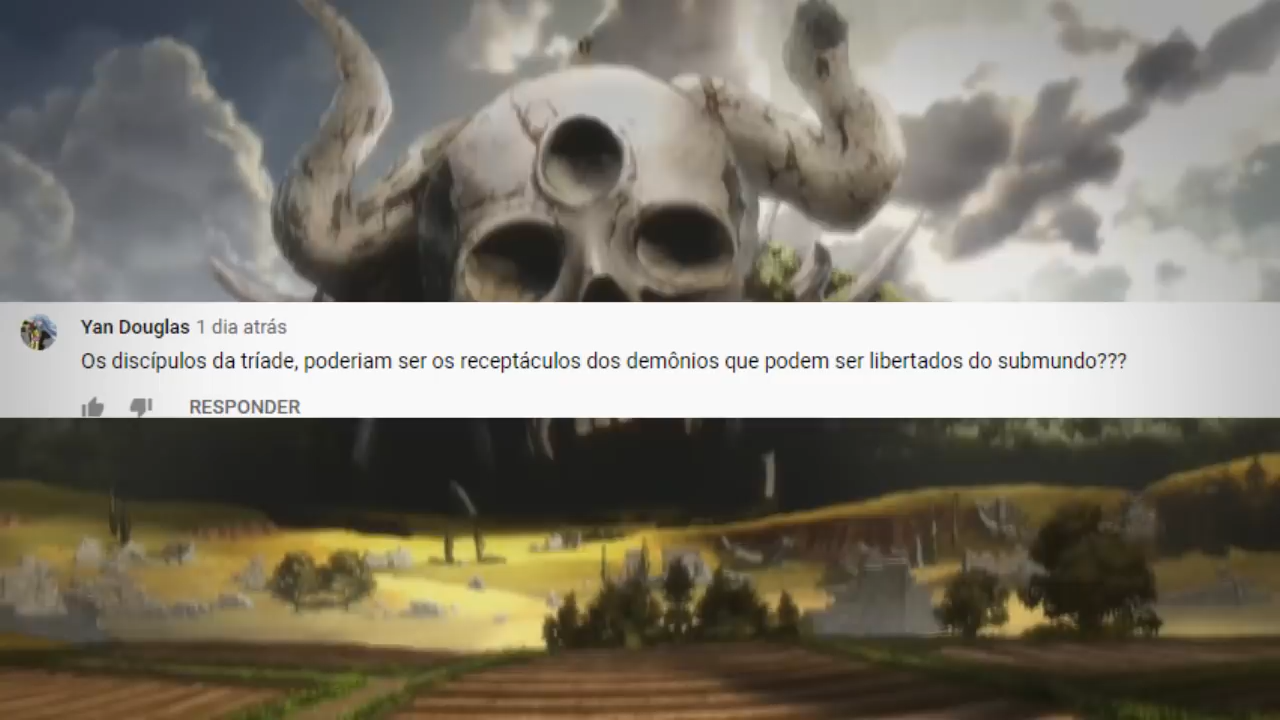 Yan Douglas 1 dia atrás
Os discípulos da tríade, poderiam ser os receptáculos dos demônios que podem ser libertados do submundo???
RESPONDER